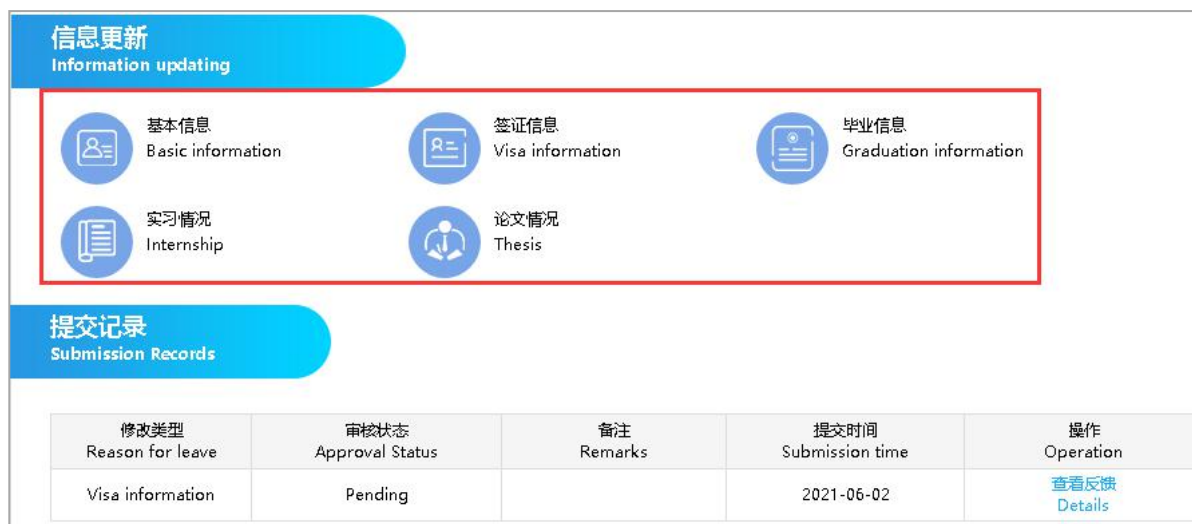 信息更新
Information updating
基本信息
Basic information
签证信息
Visa information
毕业信息
Graduation information
实习情况
Internship
论文情况
Thesis
提交记录
Submission Records
修改类型 审核状态 备注 提交时间 操作
Reason for leave Approval Status Remarks Submission time Operation
Visa information Pending 2021-06-02 查看反馈
Details